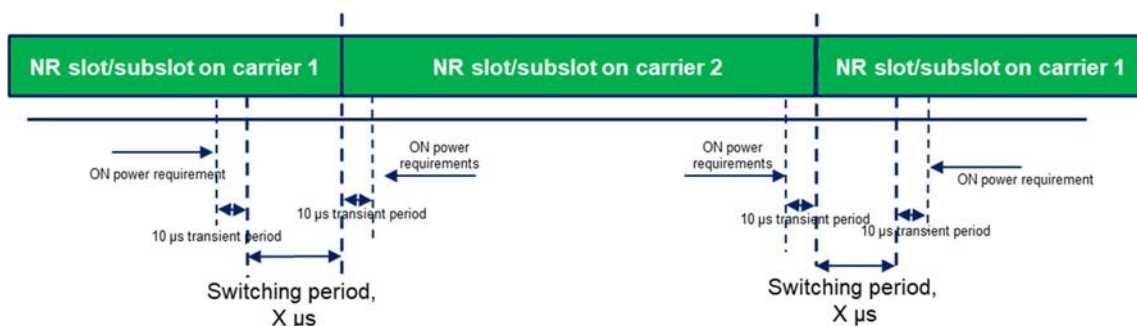 NR slot/subslot on carrier 1
NR slot/subslot on carrier 2
NR slot/subslot on carrier 1
ON power requirement
ON power
requirements
ON power
requirements
ON power requirement
10 µs transient period
10 µs transient period
10 µs transient period
10 µs transient period
Switching period,
X µs
Switching period,
X µs